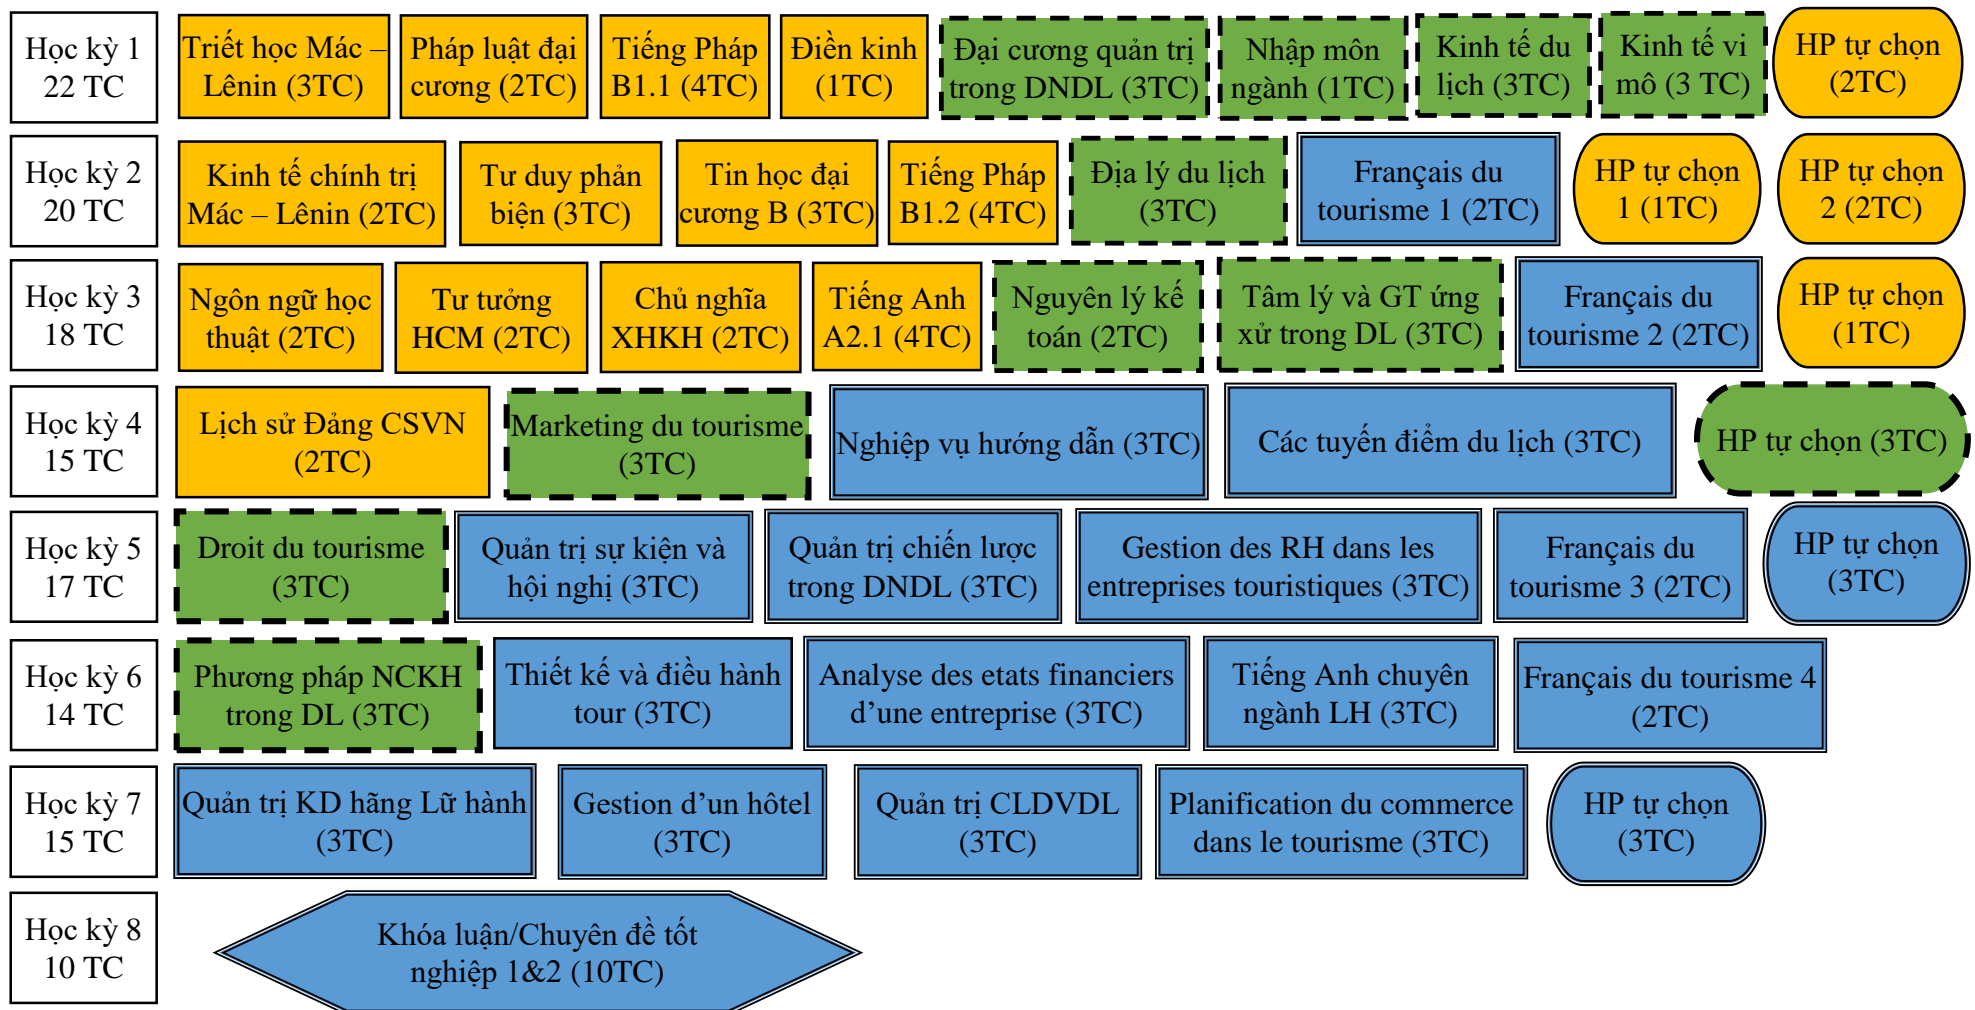 Học kỳ 1
22 TC
Triết học Mác –
Lênin (3TC)
Pháp luật đại
cương (2TC)
Tiếng Pháp
B1.1 (4TC)
Điền kinh
(1TC)
Đại cương quản trị
trong DNDL (3TC)
Nhập môn
ngành (1TC)
Kinh tế du
lịch (3TC)
Kinh tế vi
mô (3 TC)
HP tự chọn
(2TC)
Học kỳ 2
20 TC
Kinh tế chính trị
Mác – Lênin (2TC)
Tư duy phản
biện (3TC)
Tin học đại
cương B (3TC)
Tiếng Pháp
B1.2 (4TC)
Địa lý du lịch
(3TC)
Français du
tourisme 1 (2TC)
HP tự chọn
1 (1TC)
HP tự chọn
2 (2TC)
Học kỳ 3
18 TC
Ngôn ngữ học
thuật (2TC)
Tư tưởng
HCM (2TC)
Chủ nghĩa
XHKH (2TC)
Tiếng Anh
A2.1 (4TC)
Nguyên lý kế
toán (2TC)
Tâm lý và GT ứng
xử trong DL (3TC)
Français du
tourisme 2 (2TC)
HP tự chọn
(1TC)
Học kỳ 4
15 TC
Lịch sử Đảng CSVN
(2TC)
Marketing du tourisme
(3TC)
Nghiệp vụ hướng dẫn (3TC)
Các tuyến điểm du lịch (3TC)
HP tự chọn (3TC)
Học kỳ 5
17 TC
Droit du tourisme
(3TC)
Quản trị sự kiện và
hội nghị (3TC)
Quản trị chiến lược
trong DNDL (3TC)
Gestion des RH dans les
entreprises touristiques (3TC)
Français du
tourisme 3 (2TC)
HP tự chọn
(3TC)
Học kỳ 6
14 TC
Phương pháp NCKH
trong DL (3TC)
Thiết kế và điều hành
tour (3TC)
Analyse des etats financiers
d’une entreprise (3TC)
Tiếng Anh chuyên
ngành LH (3TC)
Français du tourisme 4
(2TC)
Học kỳ 7
15 TC
Quản trị KD hãng Lữ hành
(3TC)
Gestion d’un hôtel
(3TC)
Quản trị CLDVDL
(3TC)
Planification du commerce
dans le tourisme (3TC)
HP tự chọn
(3TC)
Học kỳ 8
10 TC
Khóa luận/Chuyên đề tốt
nghiệp 1&2 (10TC)